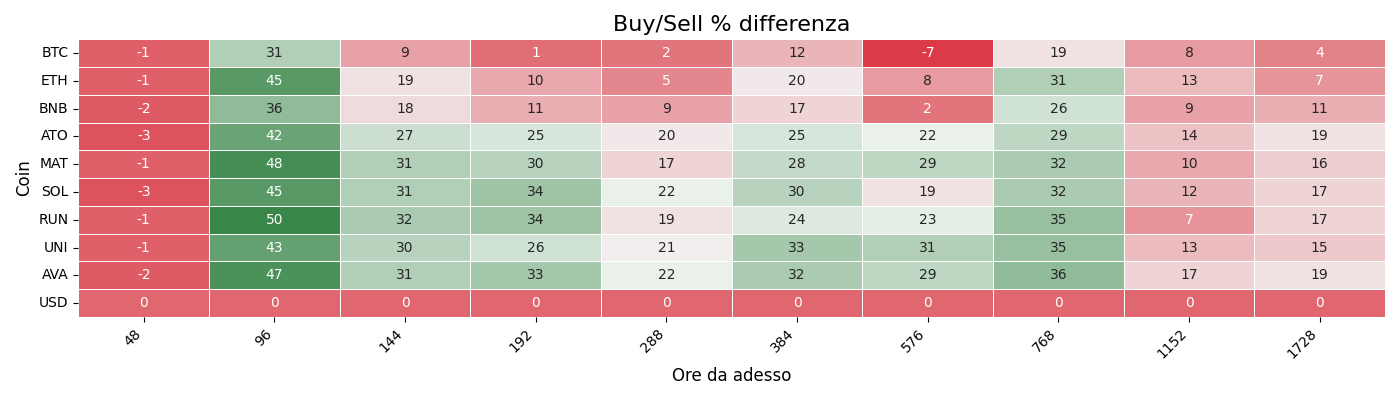 Buy/Sell % differenza
Coin
BTC -1 31 9 1 2 12 -7 19 8 4
ETH -1 45 19 10 5 20 8 31 13 7
BNB -2 36 18 11 9 17 2 26 9 11
ATO -3 42 27 25 20 25 22 29 14 19
MAT -1 48 31 30 17 28 29 32 10 16
SOL -3 45 31 34 22 30 19 32 12 17
RUN -1 50 32 34 19 24 23 35 7 17
UNI -1 43 30 26 21 33 31 35 13 15
AVA -2 47 31 33 22 32 29 36 17 19
USD 0 0 0 0 0 0 0 0 0 0
48 96 144 192 288 384 576 768 1152 1728
Ore da adesso